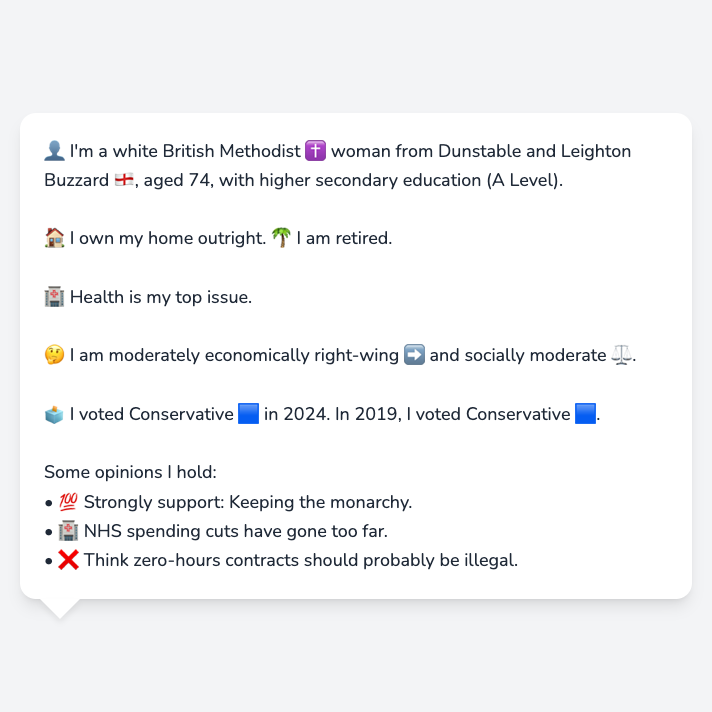 👤 I'm a white British Methodist ✝️ woman from Dunstable and Leighton
Buzzard 🏴󠁧󠁢󠁥󠁮󠁧󠁿, aged 74, with higher secondary education (A Level).
🏠 I own my home outright. 🌴 I am retired.
🏥 Health is my top issue.
🤔 I am moderately economically right-wing ➡️ and socially moderate ⚖️.
🗳️ I voted Conservative 🟦 in 2024. In 2019, I voted Conservative 🟦.
Some opinions I hold:
• 💯 Strongly support: Keeping the monarchy.
• 🏥 NHS spending cuts have gone too far.
• ❌ Think zero-hours contracts should probably be illegal.